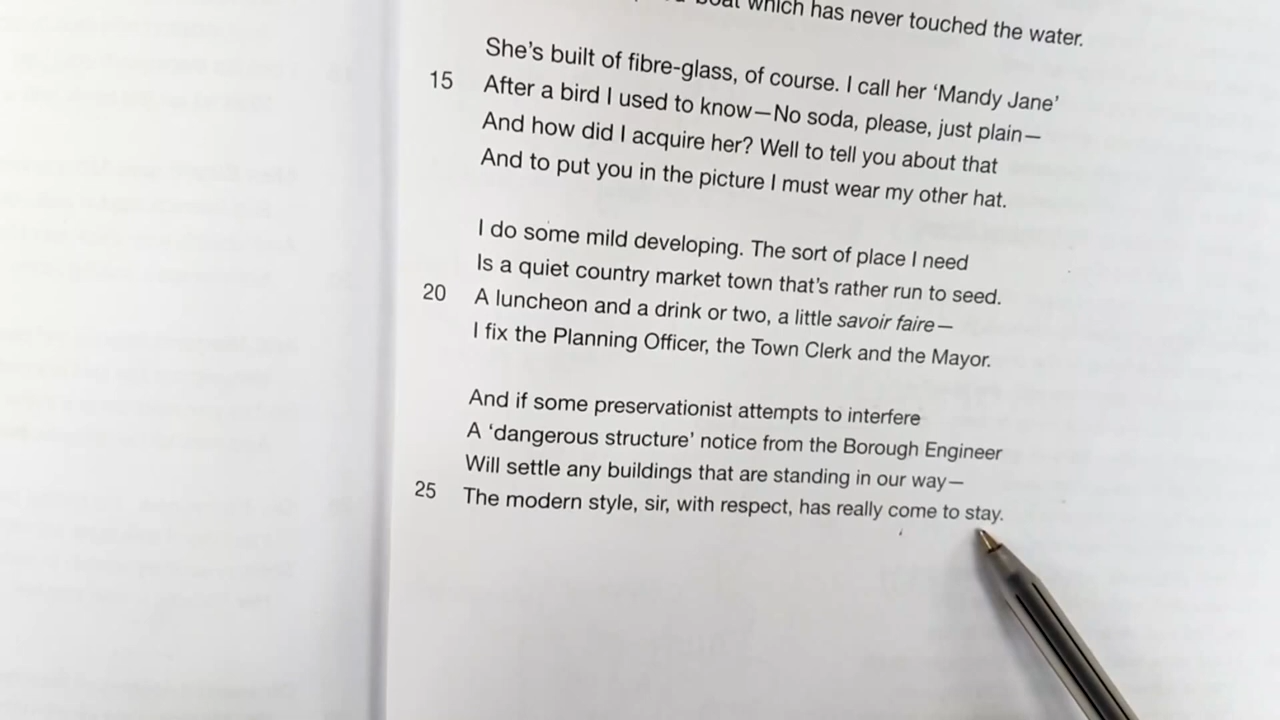 boat which has never touched the water.
She's built of fibre-glass, of course. I call her 'Mandy Jane'
15 After a bird I used to know—No soda, please, just plain—
And how did I acquire her? Well to tell you about that
And to put you in the picture I must wear my other hat.
I do some mild developing. The sort of place I need
Is a quiet country market town that's rather run to seed.
20 A luncheon and a drink or two, a little savoir faire—
I fix the Planning Officer, the Town Clerk and the Mayor.
And if some preservationist attempts to interfere
A 'dangerous structure' notice from the Borough Engineer
Will settle any buildings that are standing in our way—
25 The modern style, sir, with respect, has really come to stay.